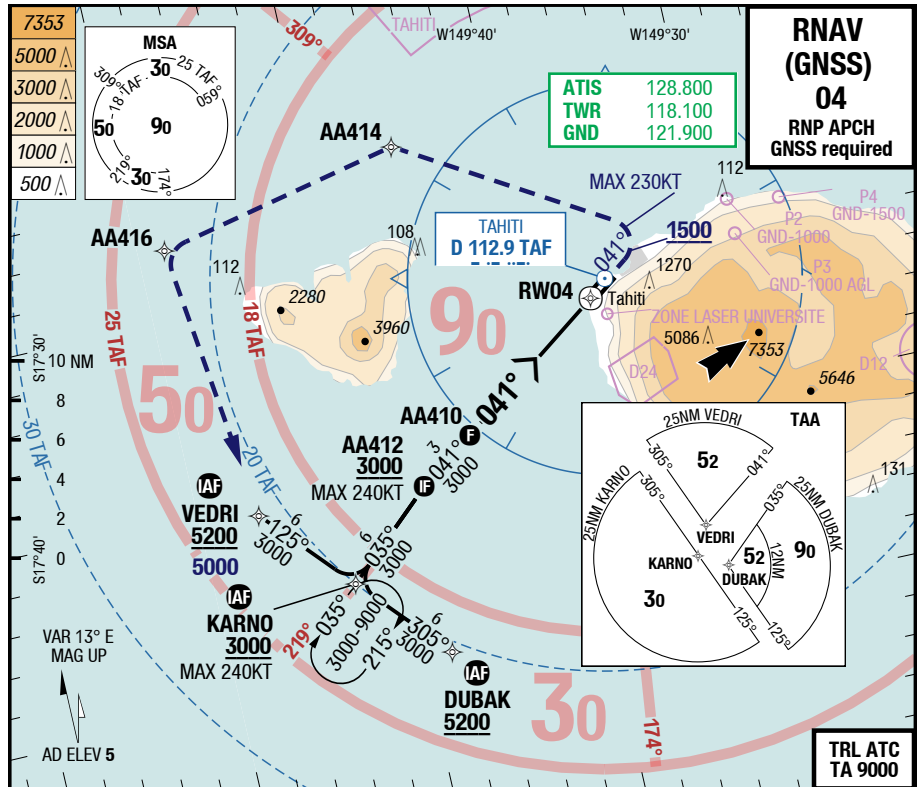 7353
5000
3000
2000
1000
500
MSA
30
25 TAF
309°
18 TAF
059°
50
90
219°
30
174°
309°
TAHITI
W149°40'
W149°30'
ATIS 128.800
TWR 118.100
GND 121.900
RNAV
(GNSS)
04
RNP APCH
GNSS required
AA414
MAX 230KT
112
P4
GND-1500
P2
GND-1000
P3
GND-1000 AGL
AA416
108
TAHITI
D 112.9 TAF
041°
1500
1270
112
RW04
Tahiti
ZONE LASER UNIVERSITE
2280
3960
90
5086
7353
D24
D12
5646
S17°30'
10 NM
8
6
4
2
0
S17°40'
25 TAF
18 TAF
50
30 TAF
20 TAF
AA410
F
041°
AA412
3000
MAX 240KT
IF
3
041°
3000
131
IAF
VEDRI
5200
5000
6
125°
3000
6
035°
3000
IAF
KARNO
3000
MAX 240KT
219°
035°
3000-9000
215°
6
305°
3000
IAF
DUBAK
5200
30
174°
TAA
25NM VEDRI
52
305°
041°
25NM KARNO
305°
VEDRI
035°
25NM DUBAK
KARNO
52
12NM
90
DUBAK
30
125°
125°
VAR 13° E
MAG UP
AD ELEV 5
TRL ATC
TA 9000